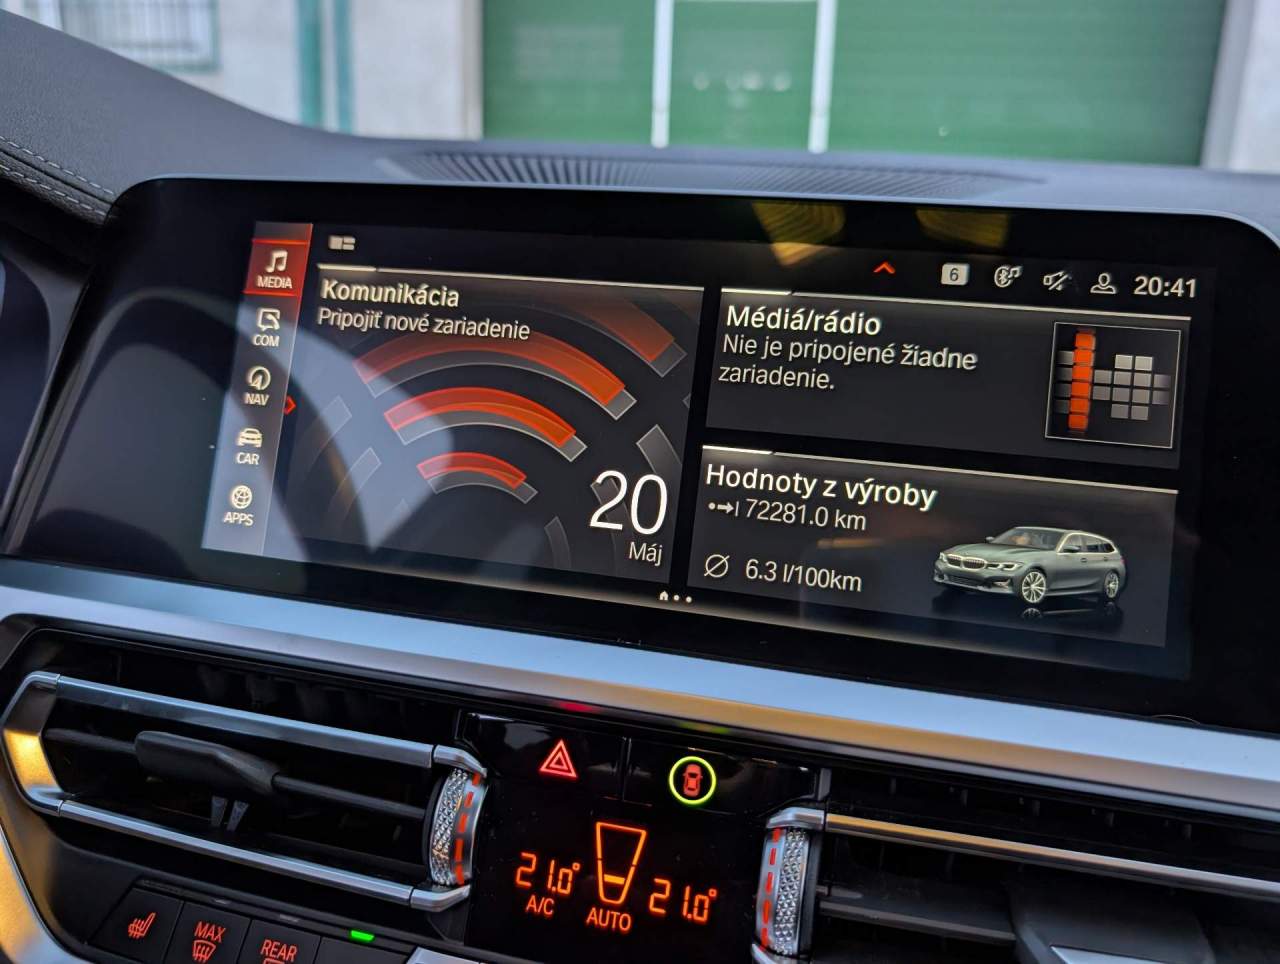 MEDIA
COM
NAV
CAR
APPS
Komunikácia
Pripojiť nové zariadenie
20
Máj
6
20:41
Médiá/rádio
Nie je pripojené žiadne
zariadenie.
Hodnoty z výroby
72281.0 km
6.3 l/100km
21.0°
A/C
AUTO
21.0°
MAX
REAR